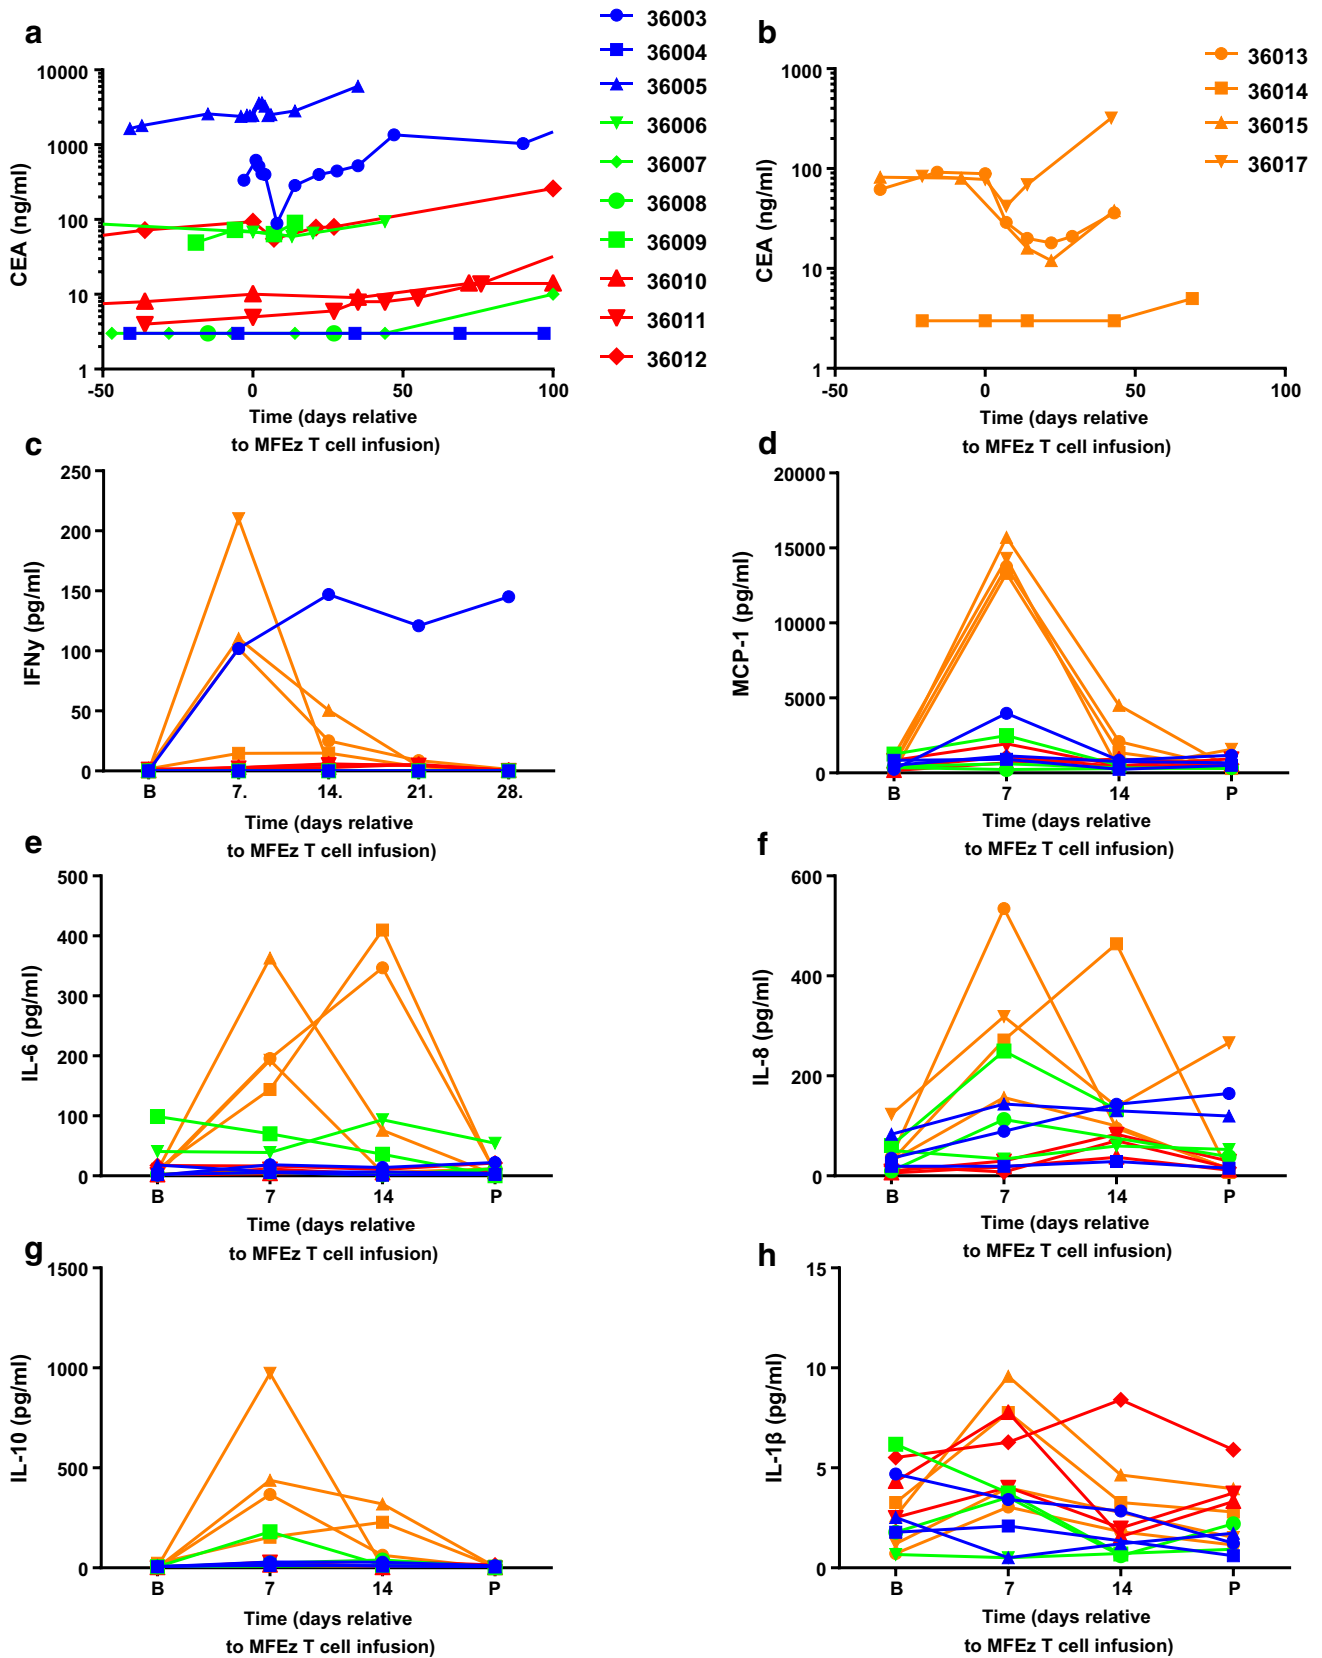 a
CEA (ng/ml)
10000
1000
100
10
1
-50
0
50
100
Time (days relative
to MFEz T cell infusion)
36003
36004
36005
36006
36007
36008
36009
36010
36011
36012
b
CEA (ng/ml)
1000
100
10
1
-50
0
50
100
Time (days relative
to MFEz T cell infusion)
36013
36014
36015
36017
c
IFNy (pg/ml)
250
200
150
100
50
0
B
7.
14.
21.
28.
Time (days relative
to MFEz T cell infusion)
d
MCP-1 (pg/ml)
20000
15000
10000
5000
0
B
7
14
P
Time (days relative
to MFEz T cell infusion)
e
IL-6 (pg/ml)
500
400
300
200
100
0
B
7
14
P
Time (days relative
to MFEz T cell infusion)
f
IL-8 (pg/ml)
600
400
200
0
B
7
14
P
Time (days relative
to MFEz T cell infusion)
g
IL-10 (pg/ml)
1500
1000
500
0
B
7
14
P
Time (days relative
to MFEz T cell infusion)
h
IL-1β (pg/ml)
15
10
5
0
B
7
14
P
Time (days relative
to MFEz T cell infusion)